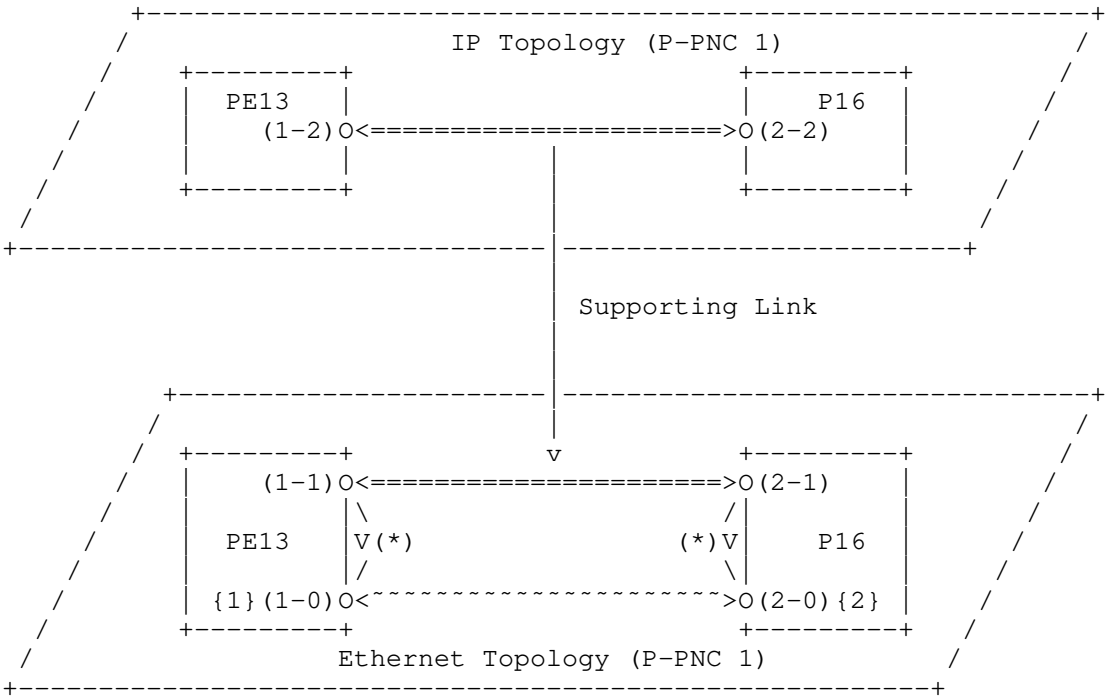 IP Topology (P-PNC 1)
PE13 P16
(1-2)O<======================>O(2-2)
Supporting Link
v
(1-1)O<======================>O(2-1)
PE13 V(*) (*)V P16
{1}(1-0)O<~~~~~~~~~~~~~~~~~~~~~~>O(2-0){2}
Ethernet Topology (P-PNC 1)